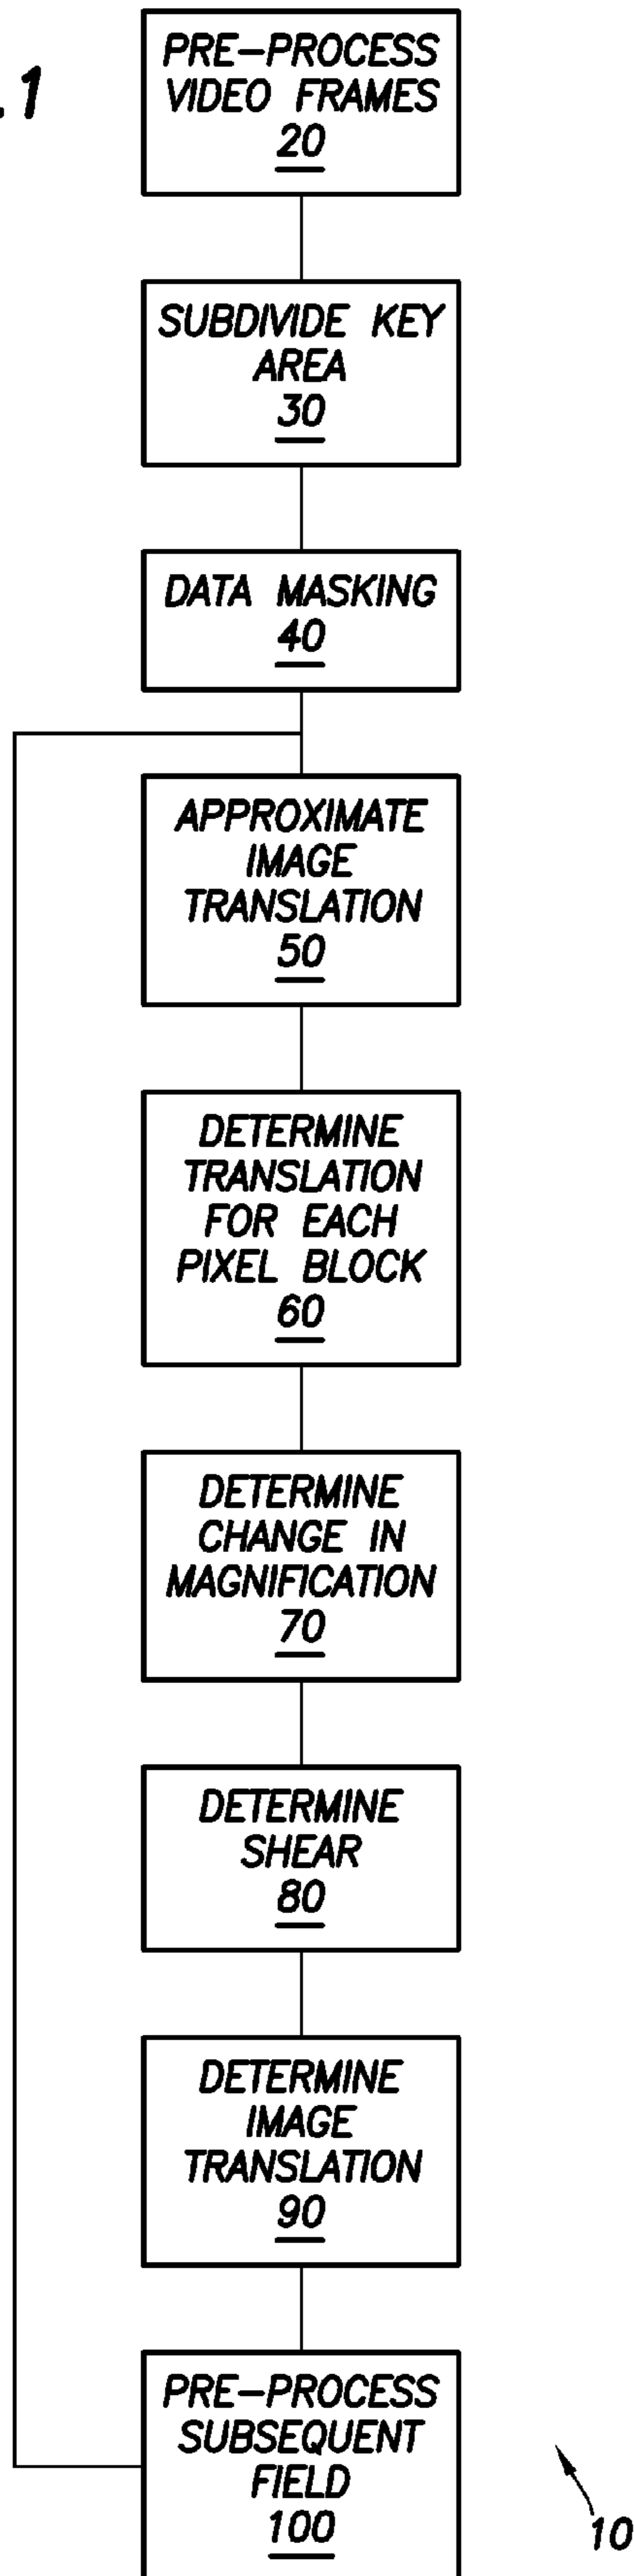 .1
PRE-PROCESS
VIDEO FRAMES
20
SUBDIVIDE KEY
AREA
30
DATA MASKING
40
APPROXIMATE
IMAGE
TRANSLATION
50
DETERMINE
TRANSLATION
FOR EACH
PIXEL BLOCK
60
DETERMINE
CHANGE IN
MAGNIFICATION
70
DETERMINE
SHEAR
80
DETERMINE
IMAGE
TRANSLATION
90
PRE-PROCESS
SUBSEQUENT
FIELD
100
10